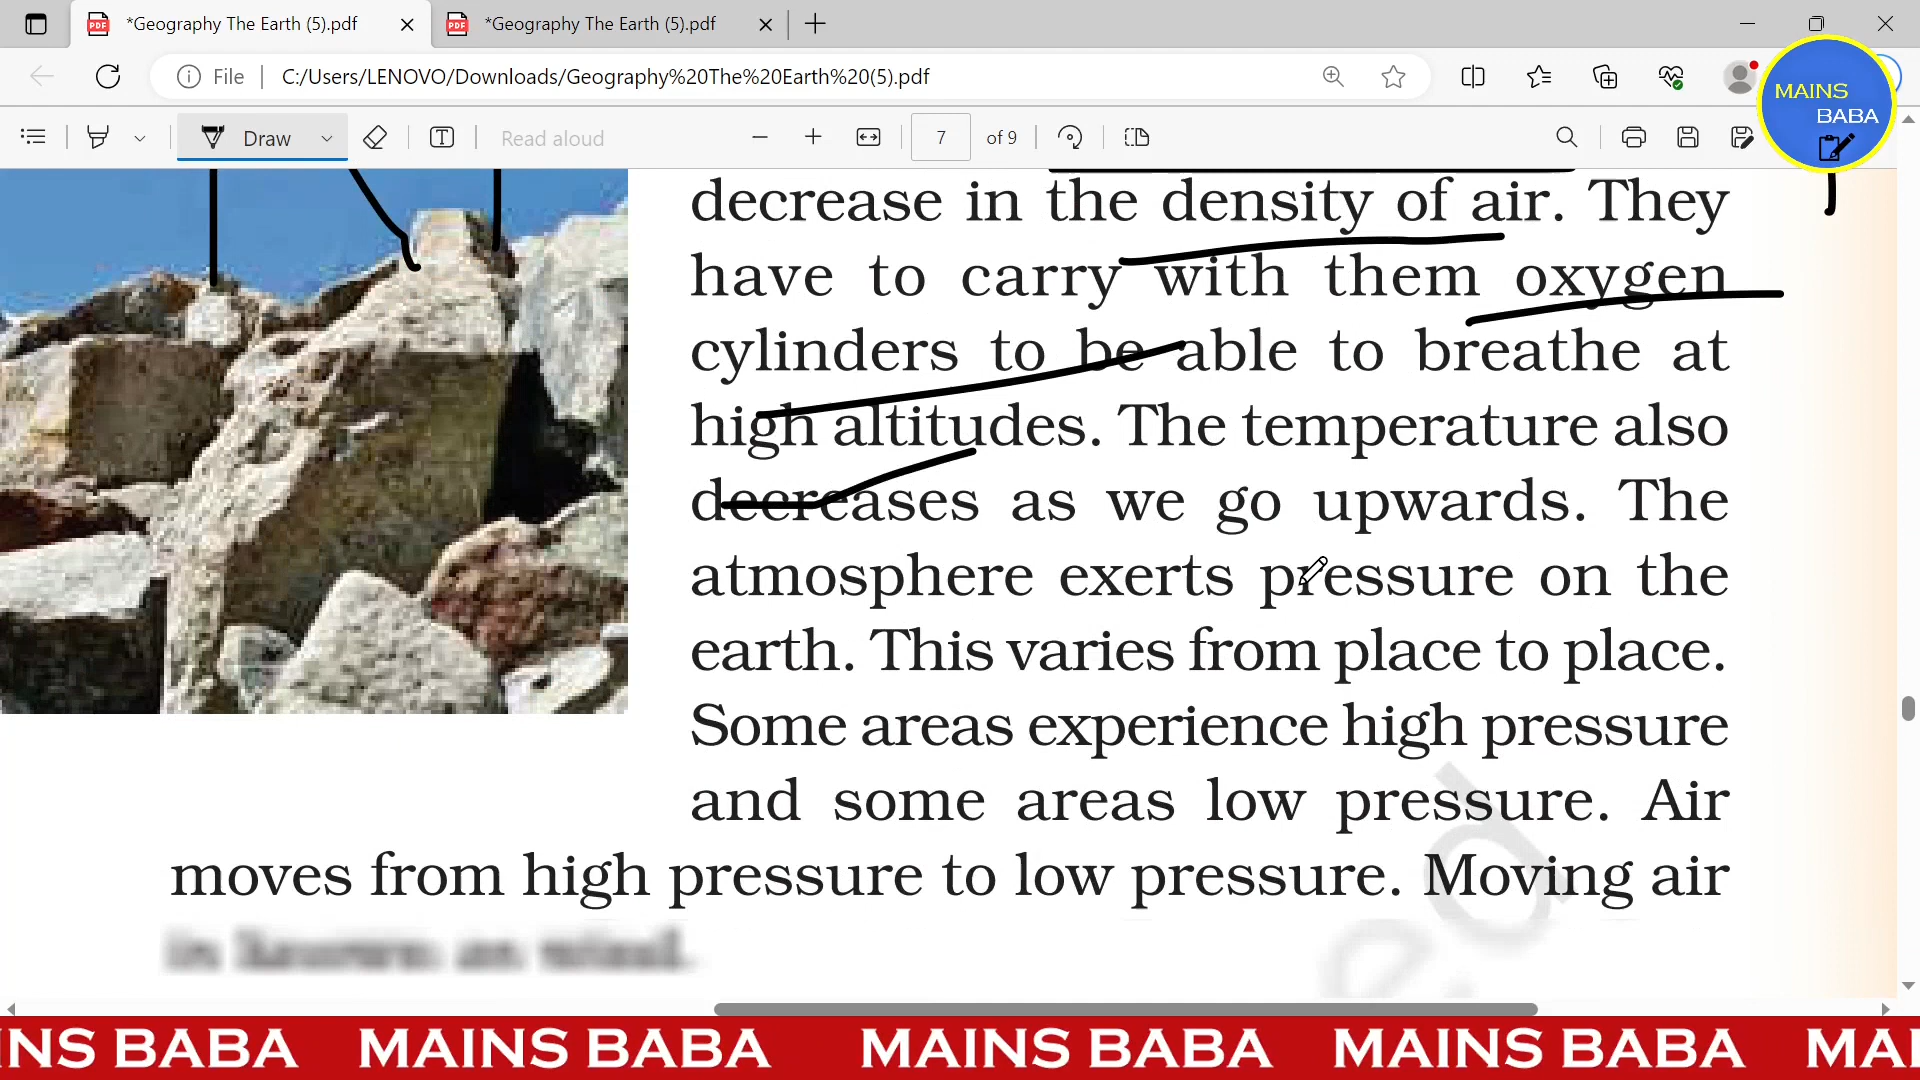 *Geography The Earth (5).pdf
*Geography The Earth (5).pdf
File
C:/Users/LENOVO/Downloads/Geography%20The%20Earth%20(5).pdf
MAINS
BABA
Draw
Read aloud
7
of 9
decrease in the density of air. They
have to carry with them oxygen
cylinders to be able to breathe at
high altitudes. The temperature also
decreases as we go upwards. The
atmosphere exerts pressure on the
earth. This varies from place to place.
Some areas experience high pressure
and some areas low pressure. Air
moves from high pressure to low pressure. Moving air
INS BABA MAINS BABA MAINS BABA MAINS BABA MA